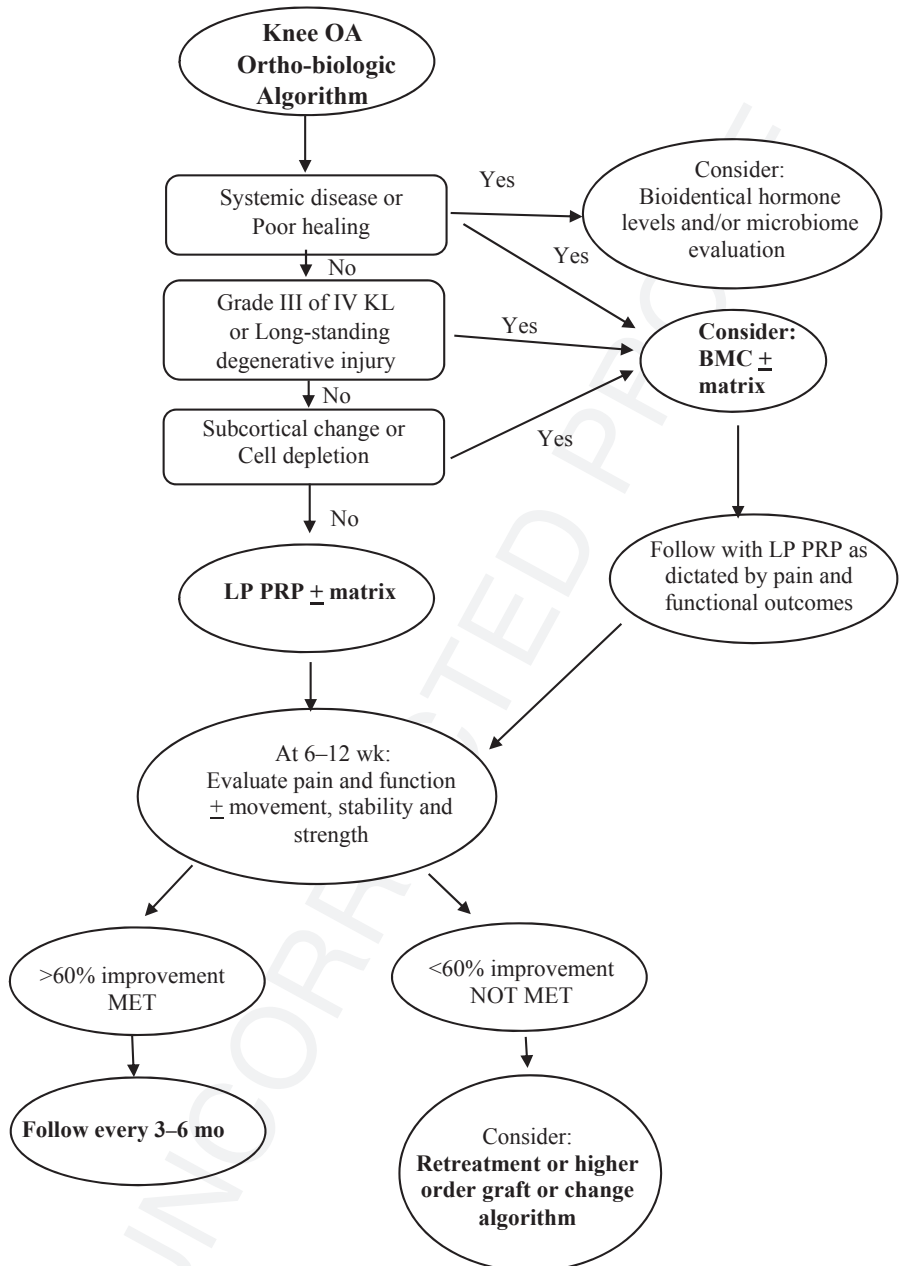 Knee OA
Ortho-biologic
Algorithm
Systemic disease or
Poor healing
Yes
Consider:
Bioidentical hormone
levels and/or microbiome
evaluation
Yes
No
Grade III of IV KL
or Long-standing
degenerative injury
Yes
Consider:
BMC ±
matrix
No
Subcortical change or
Cell depletion
Yes
No
LP PRP ± matrix
Follow with LP PRP as
dictated by pain and
functional outcomes
At 6–12 wk:
Evaluate pain and function
± movement, stability and
strength
>60% improvement
MET
<60% improvement
NOT MET
Follow every 3–6 mo
Consider:
Retreatment or higher
order graft or change
algorithm
UNCORRECTED PROOF